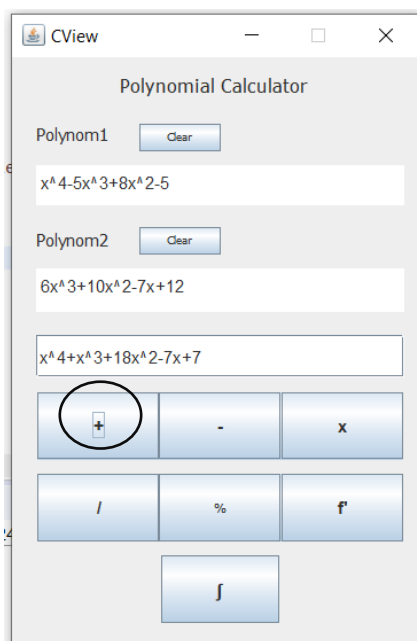 CView
Polynomial Calculator
Polynom1 Clear
x^4-5x^3+8x^2-5
Polynom2 Clear
6x^3+10x^2-7x+12
x^4+x^3+18x^2-7x+7
+ - x
/ % f'
∫